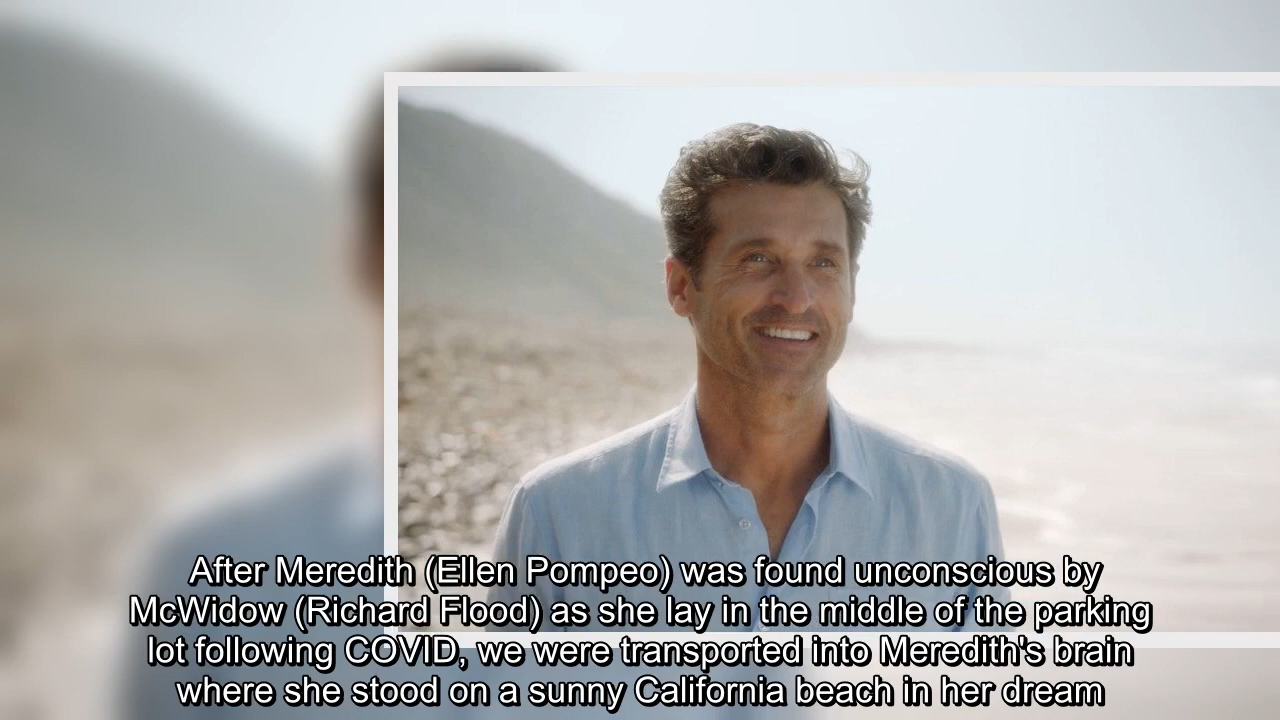 After Meredith (Ellen Pompeo) was found unconscious by
McWidow (Richard Flood) as she lay in the middle of the parking
lot following COVID, we were transported into Meredith's brain
where she stood on a sunny California beach in her dream